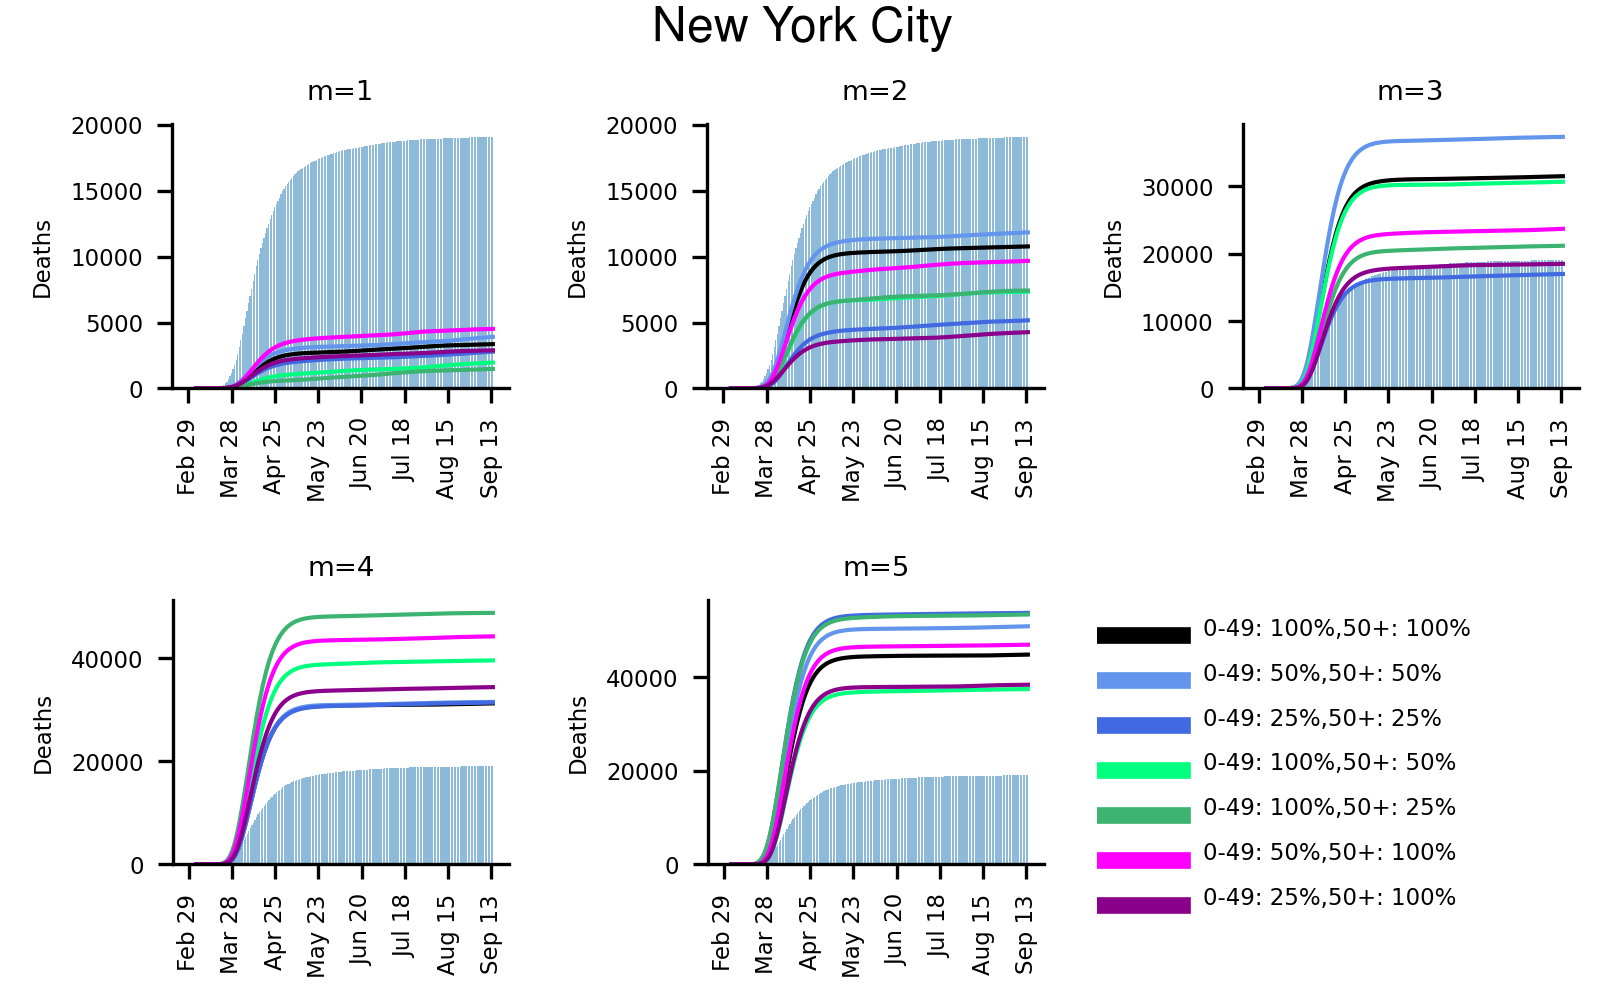 New York City
m=1
m=2
m=3
Deaths
20000
15000
10000
5000
0
Feb 29
Mar 28
Apr 25
May 23
Jun 20
Jul 18
Aug 15
Sep 13
Deaths
20000
15000
10000
5000
0
Feb 29
Mar 28
Apr 25
May 23
Jun 20
Jul 18
Aug 15
Sep 13
Deaths
30000
20000
10000
0
Feb 29
Mar 28
Apr 25
May 23
Jun 20
Jul 18
Aug 15
Sep 13
m=4
m=5
Deaths
40000
20000
0
Feb 29
Mar 28
Apr 25
May 23
Jun 20
Jul 18
Aug 15
Sep 13
Deaths
40000
20000
0
Feb 29
Mar 28
Apr 25
May 23
Jun 20
Jul 18
Aug 15
Sep 13
0-49: 100%,50+: 100%
0-49: 50%,50+: 50%
0-49: 25%,50+: 25%
0-49: 100%,50+: 50%
0-49: 100%,50+: 25%
0-49: 50%,50+: 100%
0-49: 25%,50+: 100%